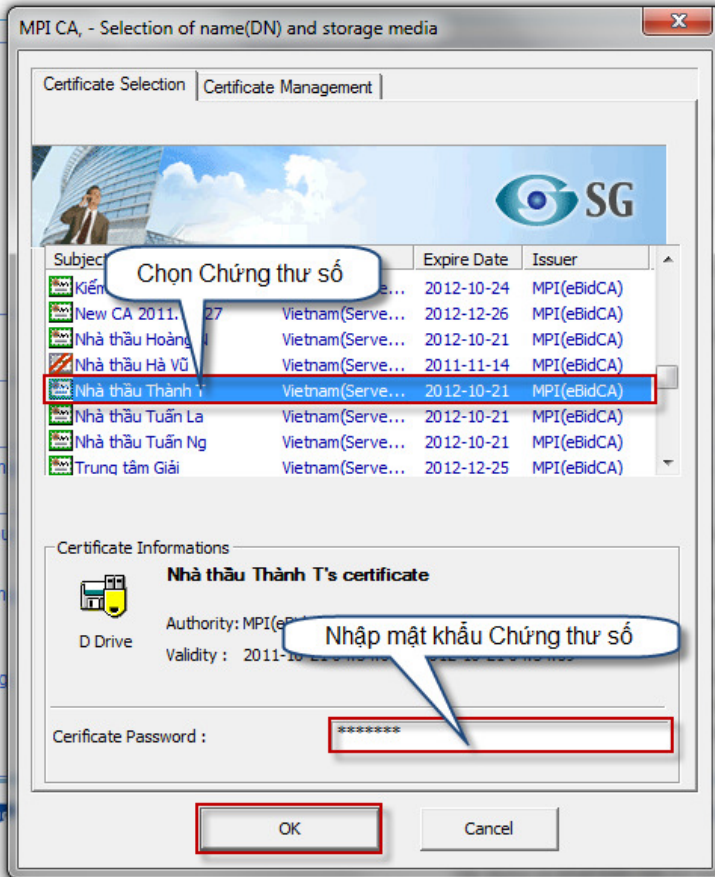 MPI CA, - Selection of name(DN) and storage media
Certificate Selection Certificate Management
SG
Subjec Expire Date Issuer
Chọn Chứng thư số
Kiểm 2012-10-24 MPI(eBidCA)
New CA 2011. 27 Vietnam(Serve... 2012-12-26 MPI(eBidCA)
Nhà thầu Hoàng N Vietnam(Serve... 2012-10-21 MPI(eBidCA)
Nhà thầu Hà Vũ Vietnam(Serve... 2011-11-14 MPI(eBidCA)
Nhà thầu Thành T Vietnam(Serve... 2012-10-21 MPI(eBidCA)
Nhà thầu Tuấn La Vietnam(Serve... 2012-10-21 MPI(eBidCA)
Nhà thầu Tuấn Ng Vietnam(Serve... 2012-10-21 MPI(eBidCA)
Trung tâm Giải Vietnam(Serve... 2012-12-25 MPI(eBidCA)
Certificate Informations
Nhà thầu Thành T's certificate
D Drive
Authority: MPI(
Nhập mật khẩu Chứng thư số
Validity : 2011-10-21
Cerificate Password : *******
OK Cancel